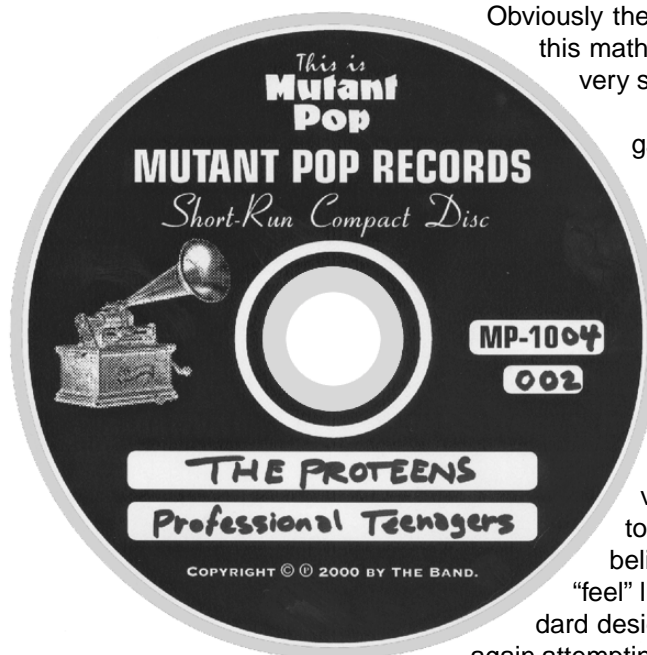 Obviously the
this math
very s
g
This is
Mutant
Pop
MUTANT POP RECORDS
Short-Run Compact Disc
MP-1004
002
THE PROTEENS
Professional Teenagers
COPYRIGHT © ℗ 2000 BY THE BAND.
v
to
beli
“feel” l
dard desi
again attemptin